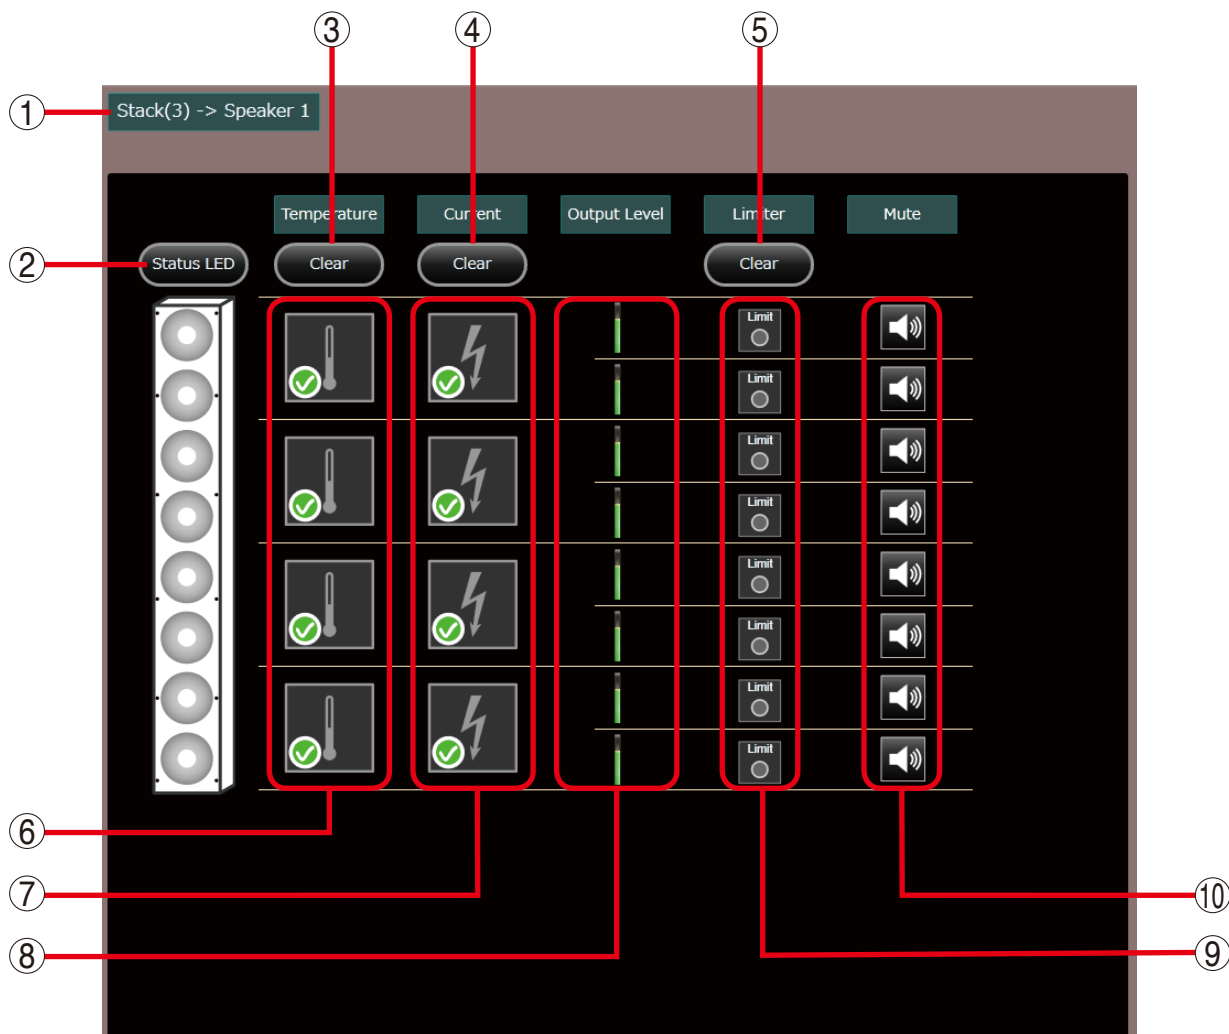 ③ ④ ⑤
① Stack(3) -> Speaker 1
Temperature Current Output Level Limiter Mute
② Status LED Clear Clear Clear
Limit
Limit
Limit
Limit
Limit
Limit
Limit
Limit
⑥
⑦ ⑩
⑧ ⑨